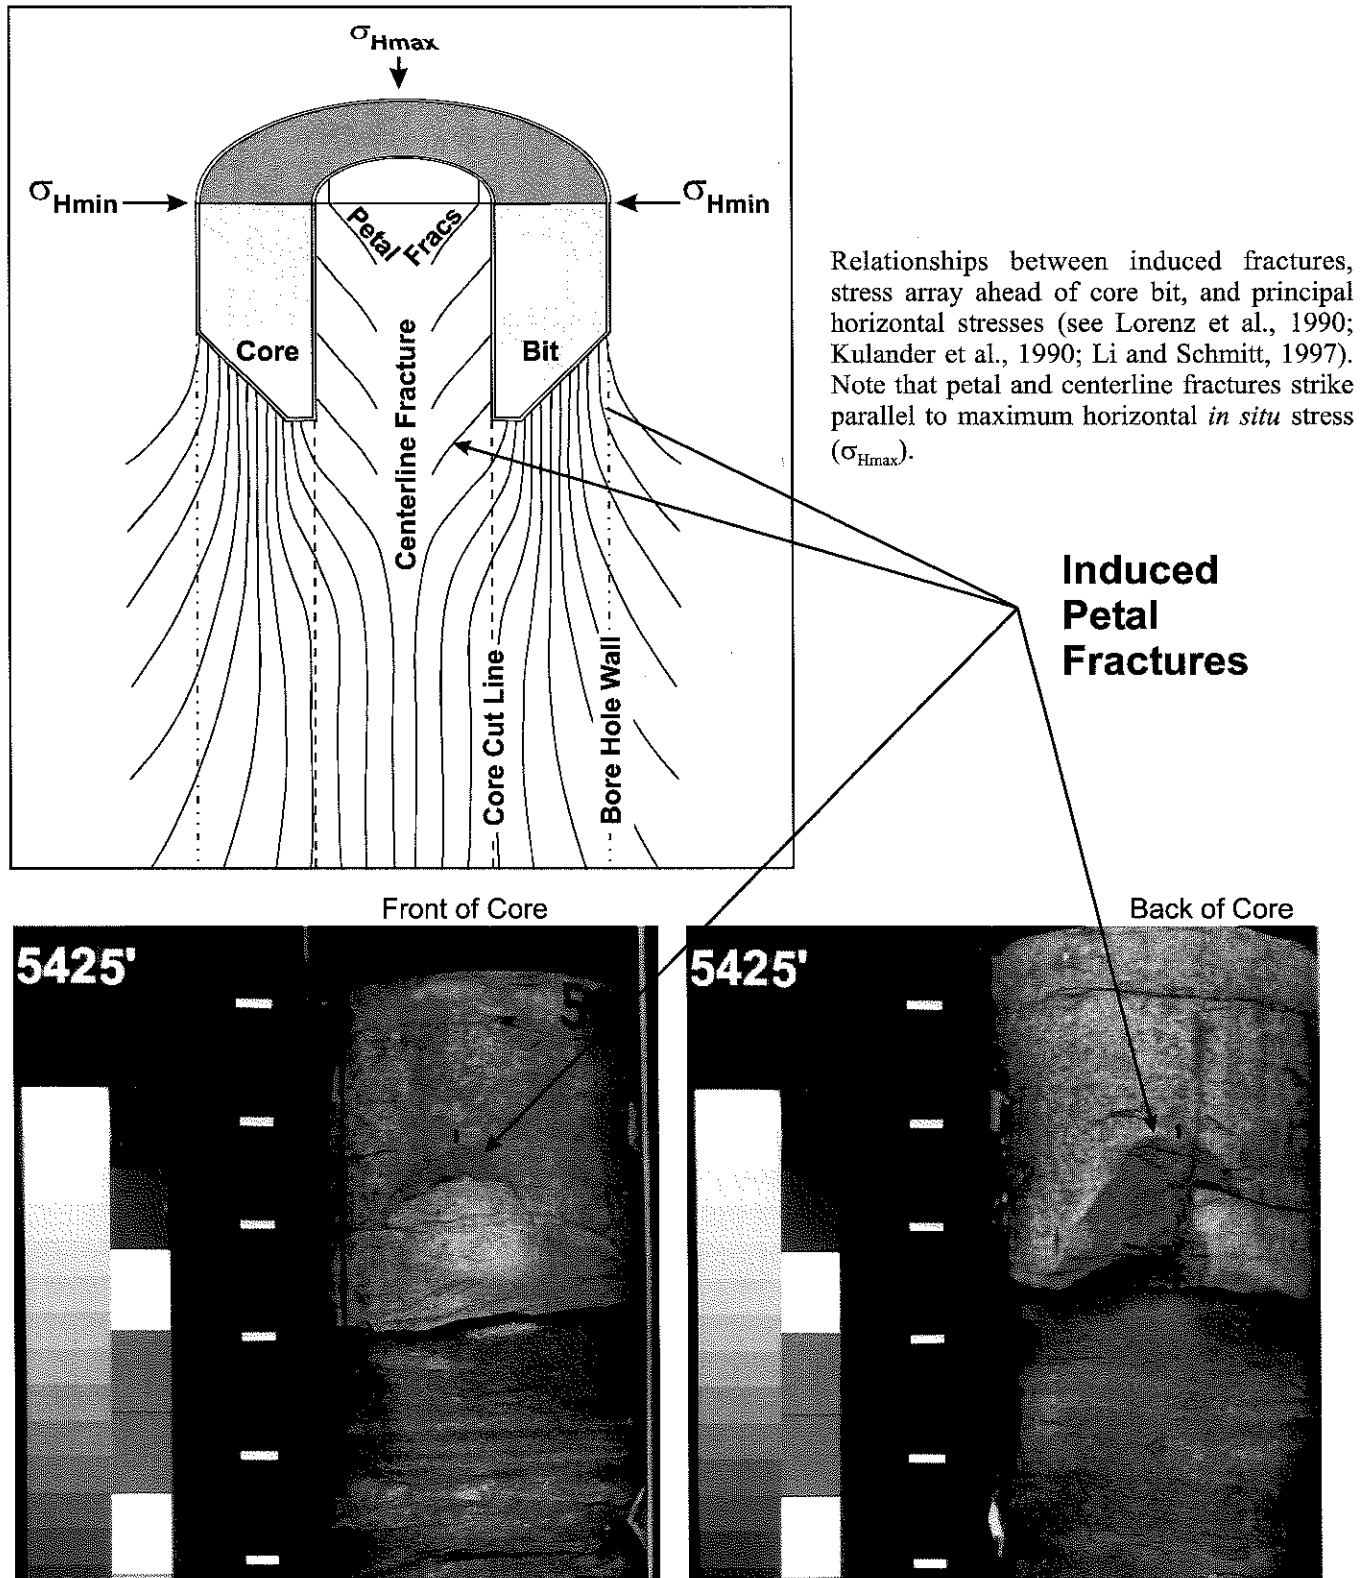 σHmax
σHmin
σHmin
Petal
Fracs
Core
Bit
Centerline Fracture
Core Cut Line
Bore Hole Wall
Relationships between induced fractures,
stress array ahead of core bit, and principal
horizontal stresses (see Lorenz et al., 1990;
Kulander et al., 1990; Li and Schmitt, 1997).
Note that petal and centerline fractures strike
parallel to maximum horizontal in situ stress
(σHmax).
Induced
Petal
Fractures
Front of Core
Back of Core
5425'
5425'